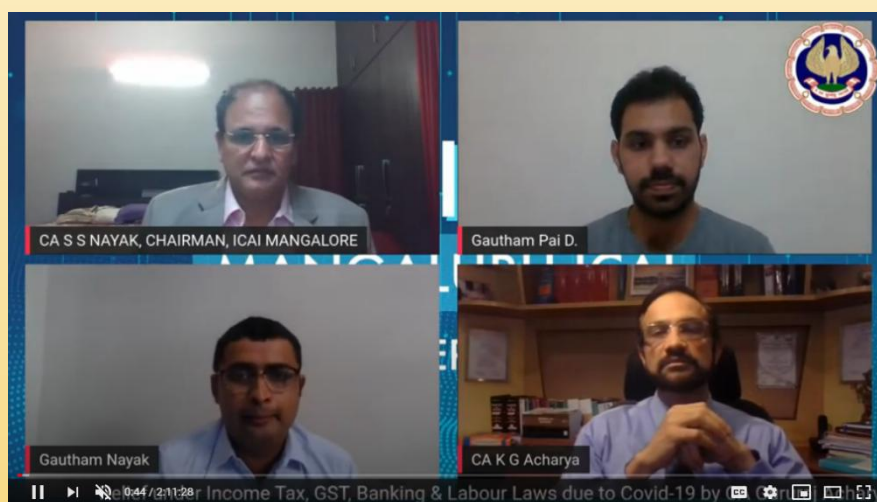 CA S S NAYAK, CHAIRMAN, ICAI MANGALORE
Gautham Pai D.
Gautham Nayak
CA K G Acharya
0:44 / 2:11:28
Income Tax, GST, Banking & Labour Laws due to Covid-19 by
CC